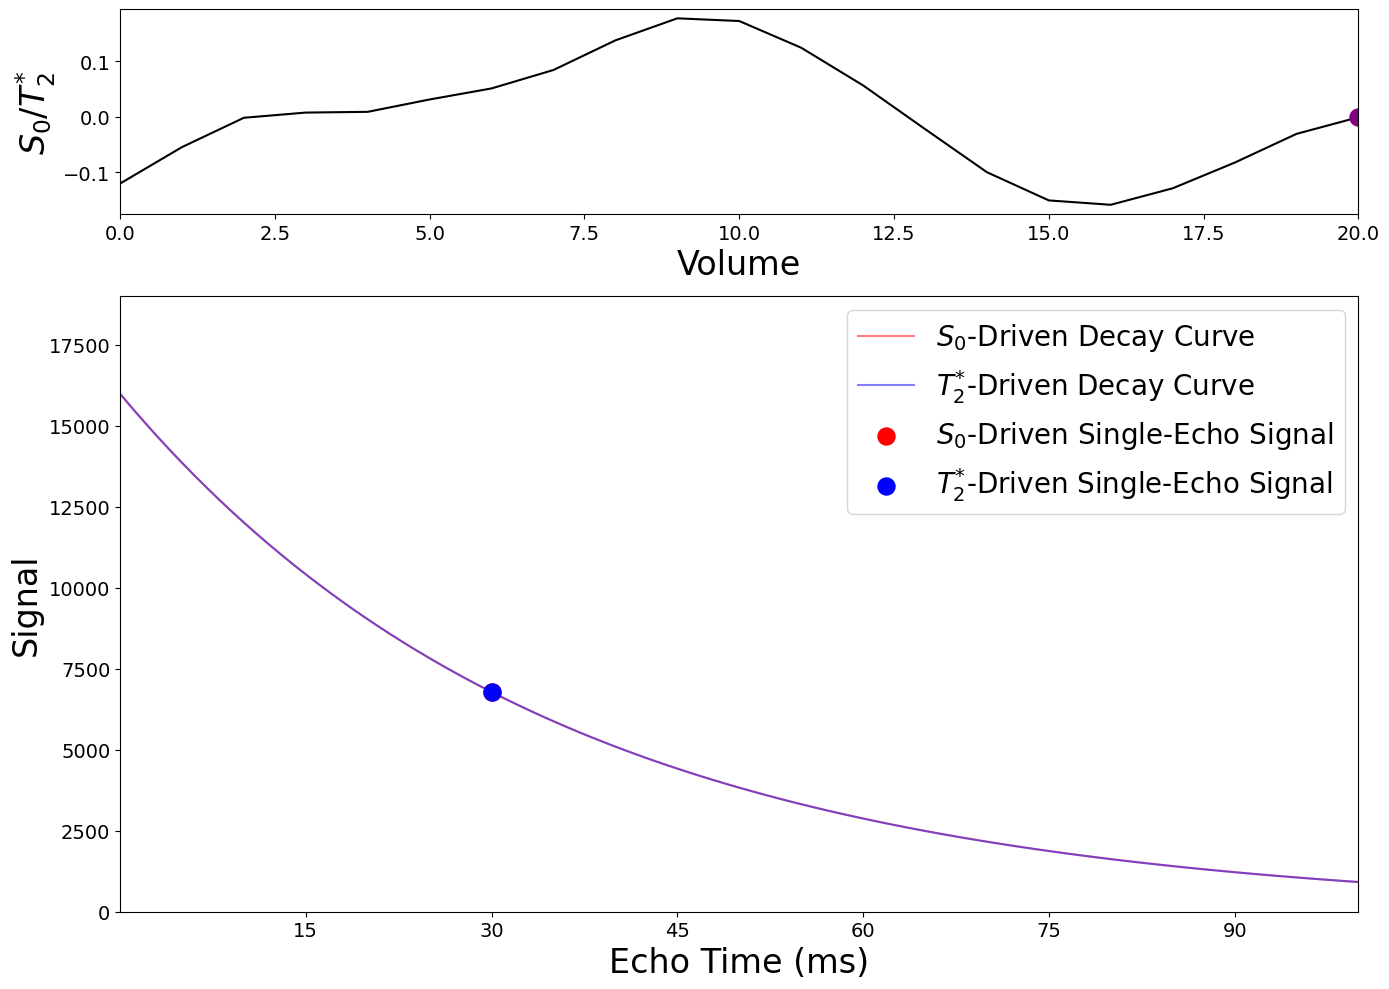 S₀/T₂*
0.1
0.0
−0.1
0.0 2.5 5.0 7.5 10.0 12.5 15.0 17.5 20.0
Volume
Signal
17500
15000
12500
10000
7500
5000
2500
0
S₀-Driven Decay Curve
T₂*-Driven Decay Curve
S₀-Driven Single-Echo Signal
T₂*-Driven Single-Echo Signal
15 30 45 60 75 90
Echo Time (ms)